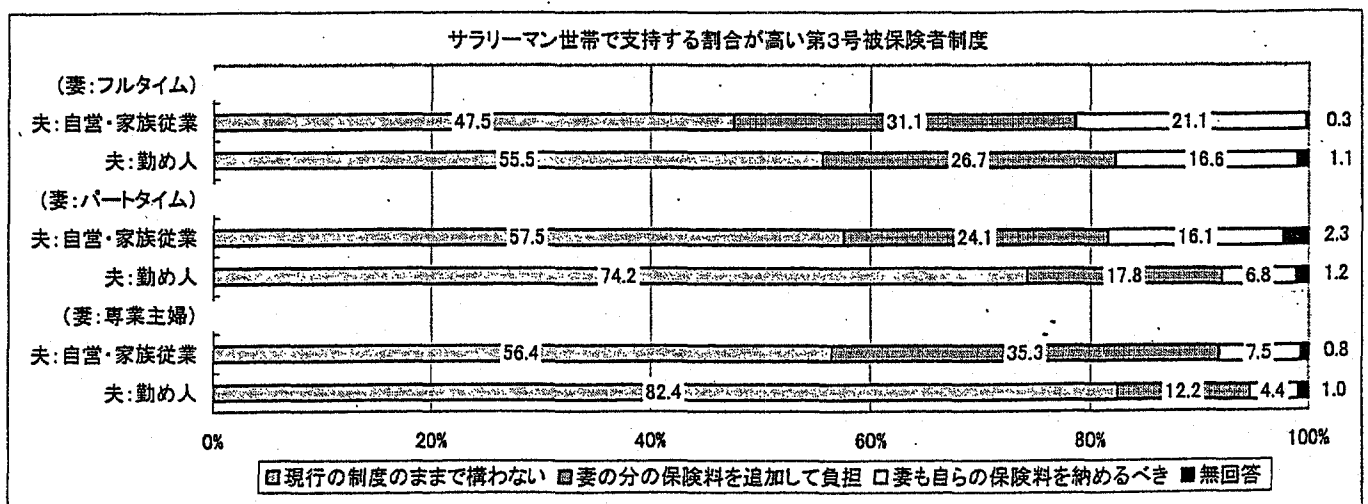 サラリーマン世帯で支持する割合が高い第3号被保険者制度
(妻:フルタイム)
夫:自営・家族従業 47.5 31.1 21.1 0.3
夫:勤め人 55.5 26.7 16.6 1.1
(妻:パートタイム)
夫:自営・家族従業 57.5 24.1 16.1 2.3
夫:勤め人 74.2 17.8 6.8 1.2
(妻:専業主婦)
夫:自営・家族従業 56.4 35.3 7.5 0.8
夫:勤め人 82.4 12.2 4.4 1.0
0% 20% 40% 60% 80% 100%
現行の制度のままで構わない 妻の分の保険料を追加して負担 妻も自らの保険料を納めるべき 無回答